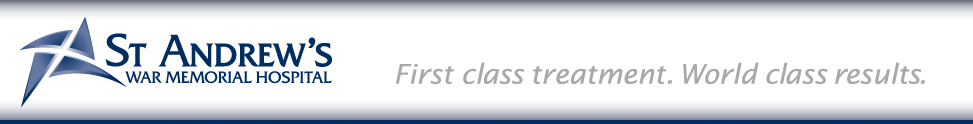 St Andrew's
WAR MEMORIAL HOSPITAL
First class treatment. World class results.